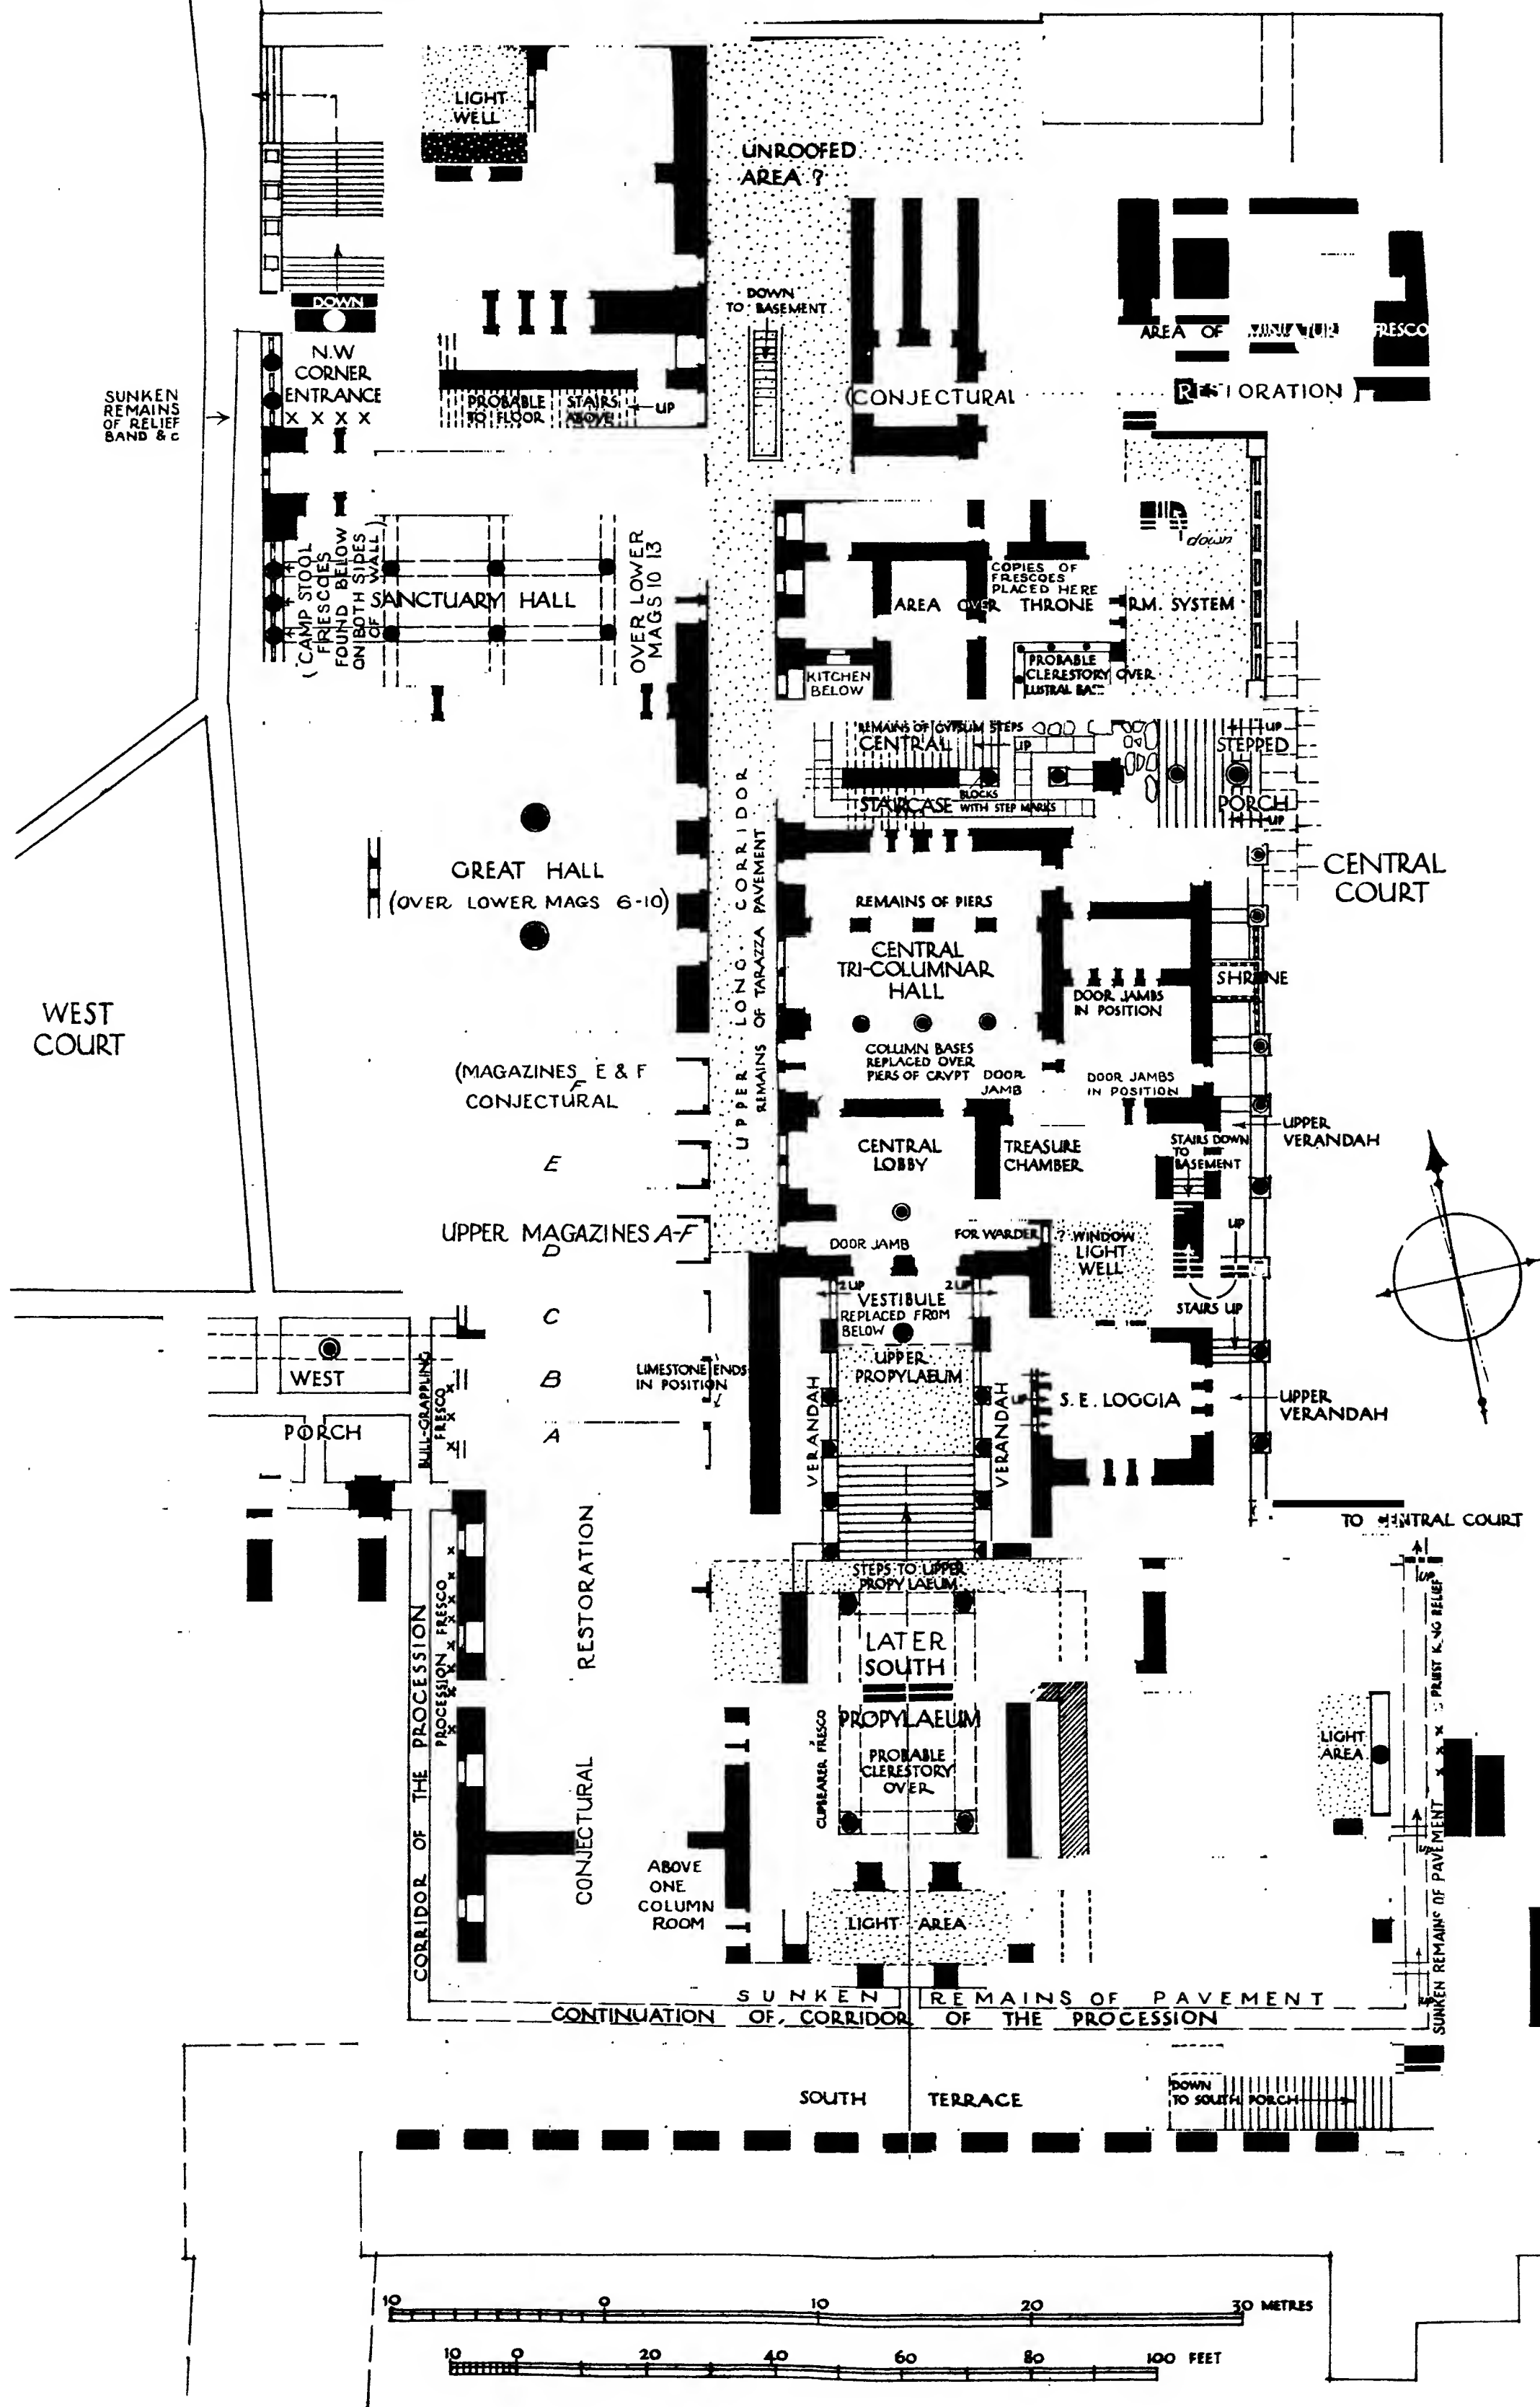 LIGHT
WELL
UNROOFED
AREA ?
DOWN
N.W
CORNER
ENTRANCE
X X X X
SUNKEN
REMAINS
OF RELIEF
BAND & C
PROBABLE STAIRS
TO FLOOR ABOVE
UP
DOWN
TO BASEMENT
AREA OF MINIATURE FRESCO
(CONJECTURAL RESTORATION)
down
(CAMP STOOL
FRESCOES
FOUND BELOW
ON BOTH SIDES
OF WALL)
SANCTUARY HALL
OVER LOWER
MAGS 10 13
COPIES OF
FRESCOES
PLACED HERE
AREA OVER THRONE RM. SYSTEM
KITCHEN
BELOW
PROBABLE
CLERESTORY OVER
LUSTRAL BAS
REMAINS OF GYPSUM STEPS
CENTRAL
UP
STAIRCASE
BLOCKS
WITH STEP MARKS
UP
STEPPED
PORCH
UP
GREAT HALL
(OVER LOWER MAGS 6-10)
UPPER LONG CORRIDOR
REMAINS OF TARAZZA PAVEMENT
REMAINS OF PIERS
CENTRAL
TRI-COLUMNAR
HALL
COLUMN BASES
REPLACED OVER
PIERS OF CRYPT
DOOR
JAMB
DOOR JAMBS
IN POSITION
SHRINE
CENTRAL
COURT
WEST
COURT
(MAGAZINES E & F
F
CONJECTURAL
DOOR JAMBS
IN POSITION
E
CENTRAL
LOBBY
TREASURE
CHAMBER
STAIRS DOWN
TO
BASEMENT
UPPER
VERANDAH
UPPER MAGAZINES A-F
D
DOOR JAMB
FOR WARDER
? WINDOW
LIGHT
WELL
UP
STAIRS UP
2 UP
2 UP
VESTIBULE
REPLACED FROM
BELOW
C
B
A
LIMESTONE ENDS
IN POSITION
UPPER
PROPYLAEUM
VERANDAH
VERANDAH
S. E. LOGGIA
UPPER
VERANDAH
WEST
PORCH
BULL-GRAPPLING
FRESCO
X X X
TO CENTRAL COURT
UP
STEPS TO UPPER
PROPYLAEUM
CONJECTURAL RESTORATION
CORRIDOR OF THE PROCESSION
PROCESSION FRESCO
LATER
SOUTH
PROPYLAEUM
PROBABLE
CLERESTORY
OVER
CUPBEARER FRESCO
LIGHT
AREA
PRIEST KING RELIEF
SUNKEN REMAINS OF PAVEMENT
ABOVE
ONE
COLUMN
ROOM
LIGHT AREA
SUNKEN REMAINS OF PAVEMENT
CONTINUATION OF CORRIDOR OF THE PROCESSION
SOUTH TERRACE
DOWN
TO SOUTH PORCH
10 0 10 20 30 METRES
10 0 20 40 60 80 100 FEET